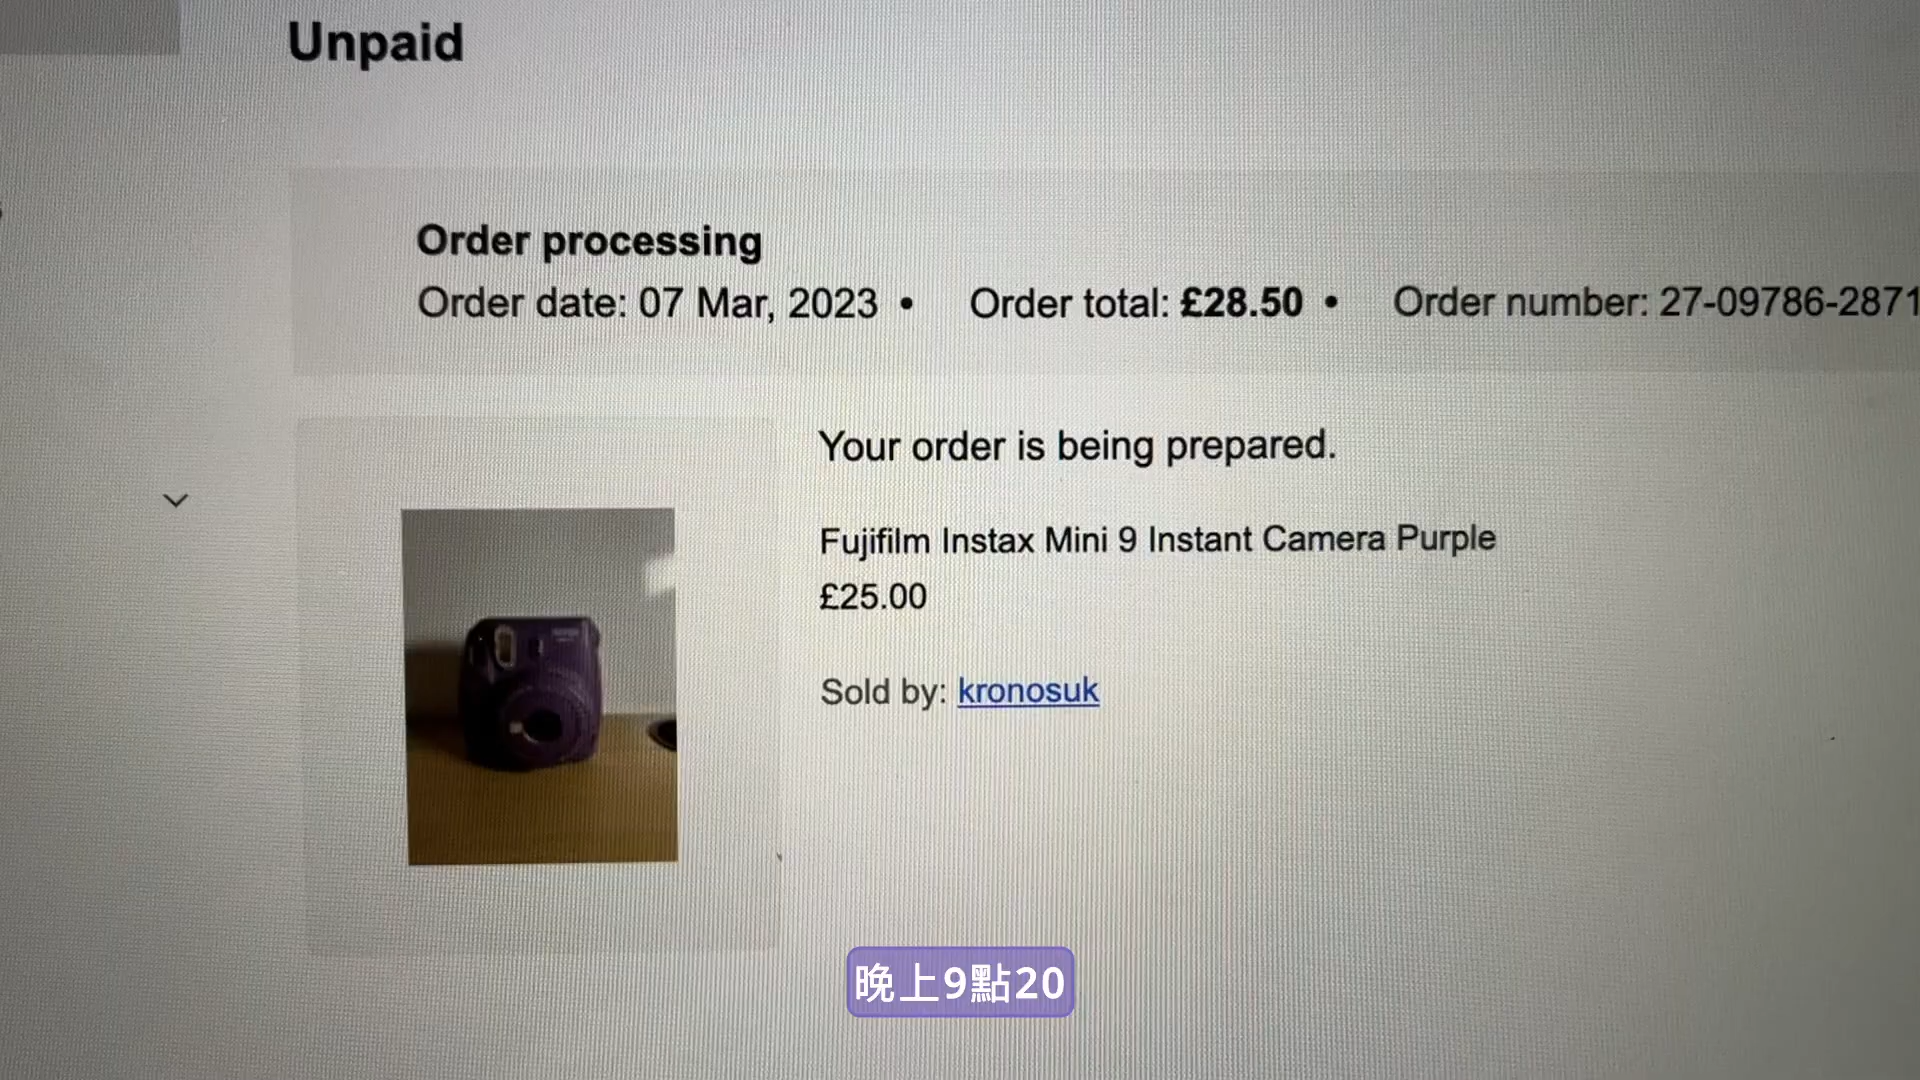 Unpaid
Order processing
Order date: 07 Mar, 2023 • Order total: £28.50 • Order number: 27-09786-2871
Your order is being prepared.
Fujifilm Instax Mini 9 Instant Camera Purple
£25.00
Sold by: kronosuk
晚上9點20